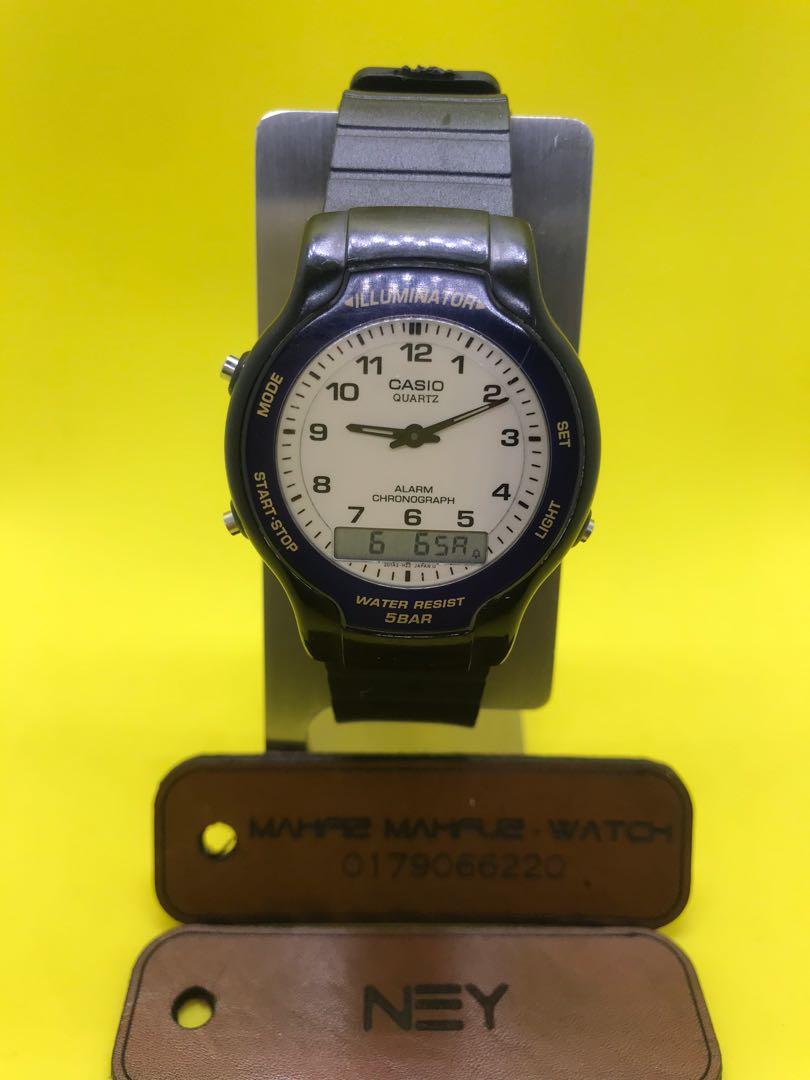 ILLUMINATOR
12
11 1
CASIO
10 QUARTZ 2
MODE
9 3
SET
8 ALARM 4
CHRONOGRAPH
START·STOP LIGHT
7 6 5
6 6SA
JAPAN
WATER RESIST
5BAR
MAHFIZ MAHFUZ · WATCH
0179066220
NEY